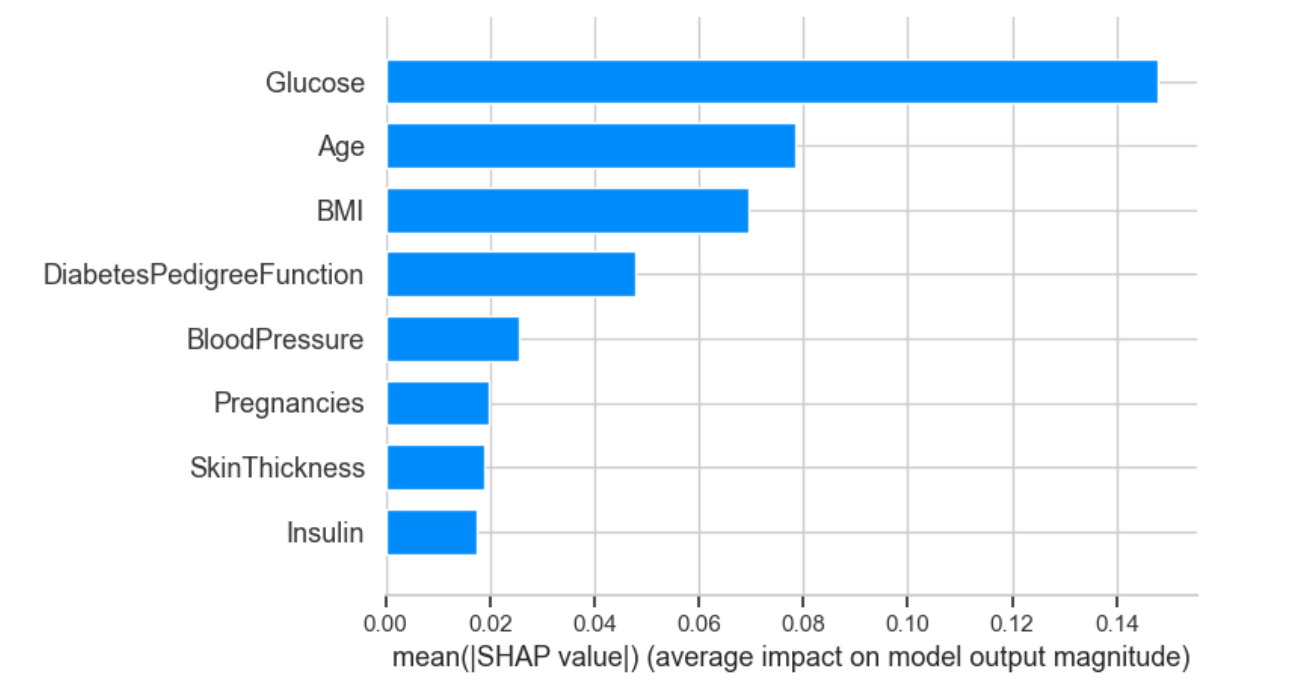 Glucose
Age
BMI
DiabetesPedigreeFunction
BloodPressure
Pregnancies
SkinThickness
Insulin
0.00 0.02 0.04 0.06 0.08 0.10 0.12 0.14
mean(|SHAP value|) (average impact on model output magnitude)